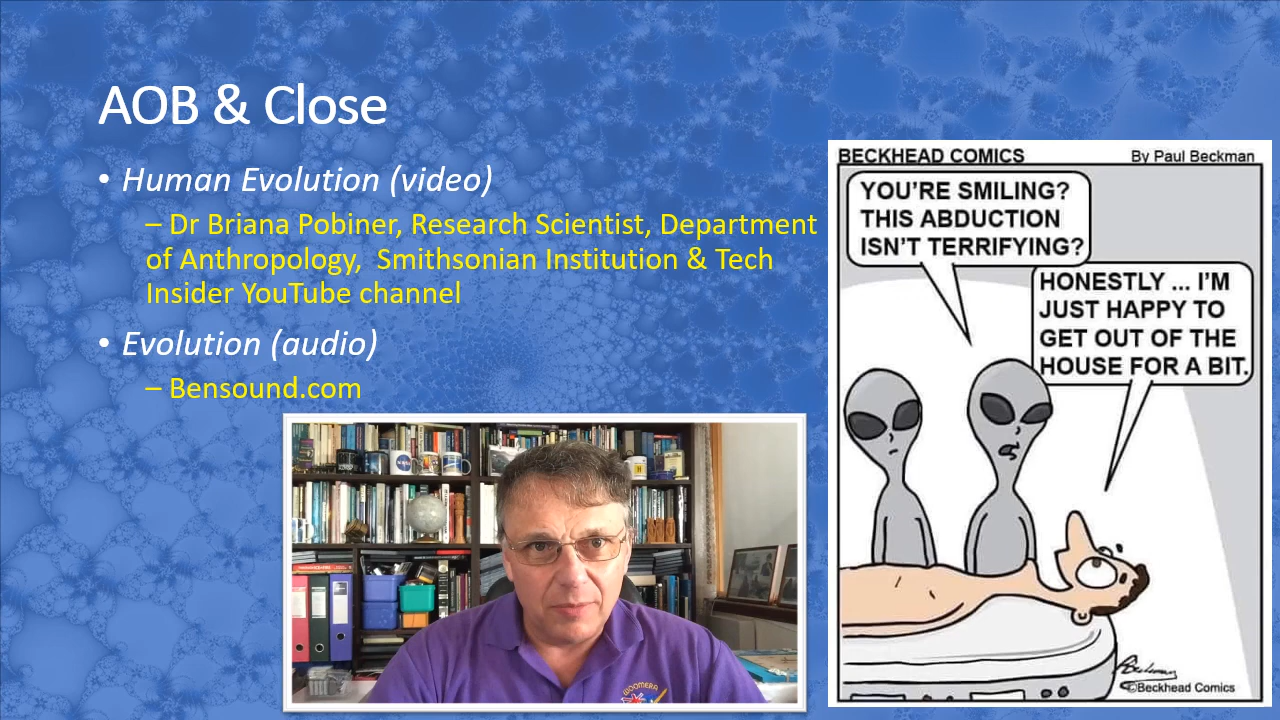 AOB & Close
• Human Evolution (video)
– Dr Briana Pobiner, Research Scientist, Department
of Anthropology, Smithsonian Institution & Tech
Insider YouTube channel
• Evolution (audio)
– Bensound.com
BECKHEAD COMICS By Paul Beckman
YOU'RE SMILING?
THIS ABDUCTION
ISN'T TERRIFYING?
HONESTLY ... I'M
JUST HAPPY TO
GET OUT OF THE
HOUSE FOR A BIT.
©Beckhead Comics
NASA
WOOMERA